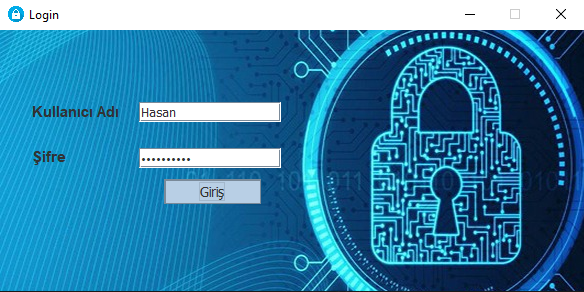 Login
Kullanıcı Adı Hasan
Şifre ••••••••••
Giriş